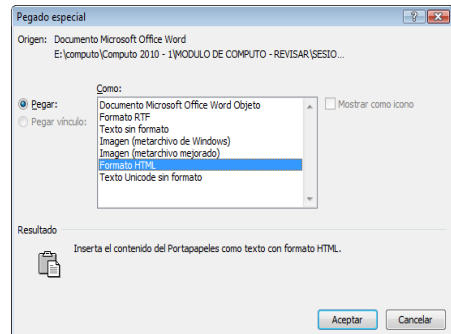 Pegado especial
Origen: Documento Microsoft Office Word
E:\computo\Computo 2010 - 1\MODULO DE COMPUTO - REVISAR\SESIO...
Como:
Pegar:
Pegar vínculo:
Documento Microsoft Office Word Objeto
Formato RTF
Texto sin formato
Imagen (metarchivo de Windows)
Imagen (metarchivo mejorado)
Formato HTML
Texto Unicode sin formato
Mostrar como icono
Resultado
Inserta el contenido del Portapapeles como texto con formato HTML.
Aceptar Cancelar